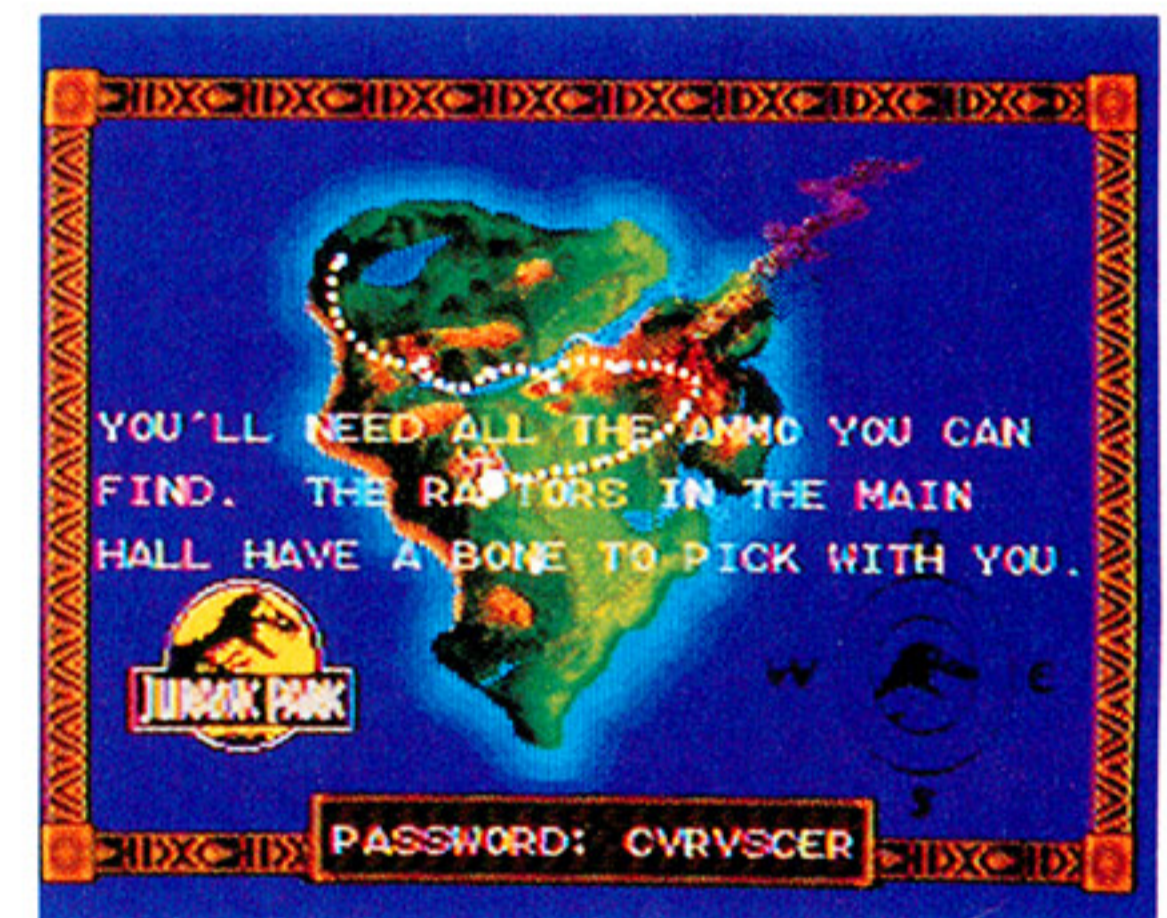 YOU'LL NEED ALL THE AMMO YOU CAN
FIND. THE RAPTORS IN THE MAIN
HALL HAVE A BONE TO PICK WITH YOU.
JURASSIC PARK
W E
S
PASSWORD: CVRVSCER